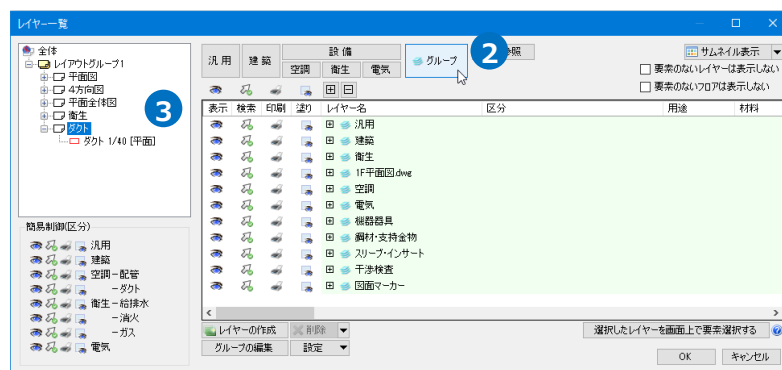 レイヤー一覧
全体
レイアウトグループ1
平面図
4方向図
平面全体図
衛生
ダクト
ダクト 1/40 [平面]
3
簡易制御(区分)
汎用
建築
空調－配管
－ダクト
衛生－給排水
－消火
－ガス
電気
汎用 建築 設備 グループ 2 照
空調 衛生 電気
サムネイル表示
要素のないレイヤーは表示しない
要素のないフロアは表示しない
表示 検索 印刷 塗り レイヤー名 区分 用途 材料
汎用
建築
衛生
1F平面図.dwg
空調
電気
機器器具
鋼材・支持金物
スリーブ・インサート
干渉検査
図面マーカー
レイヤーの作成 削除 選択したレイヤーを画面上で要素選択する
グループの編集 設定
OK キャンセル